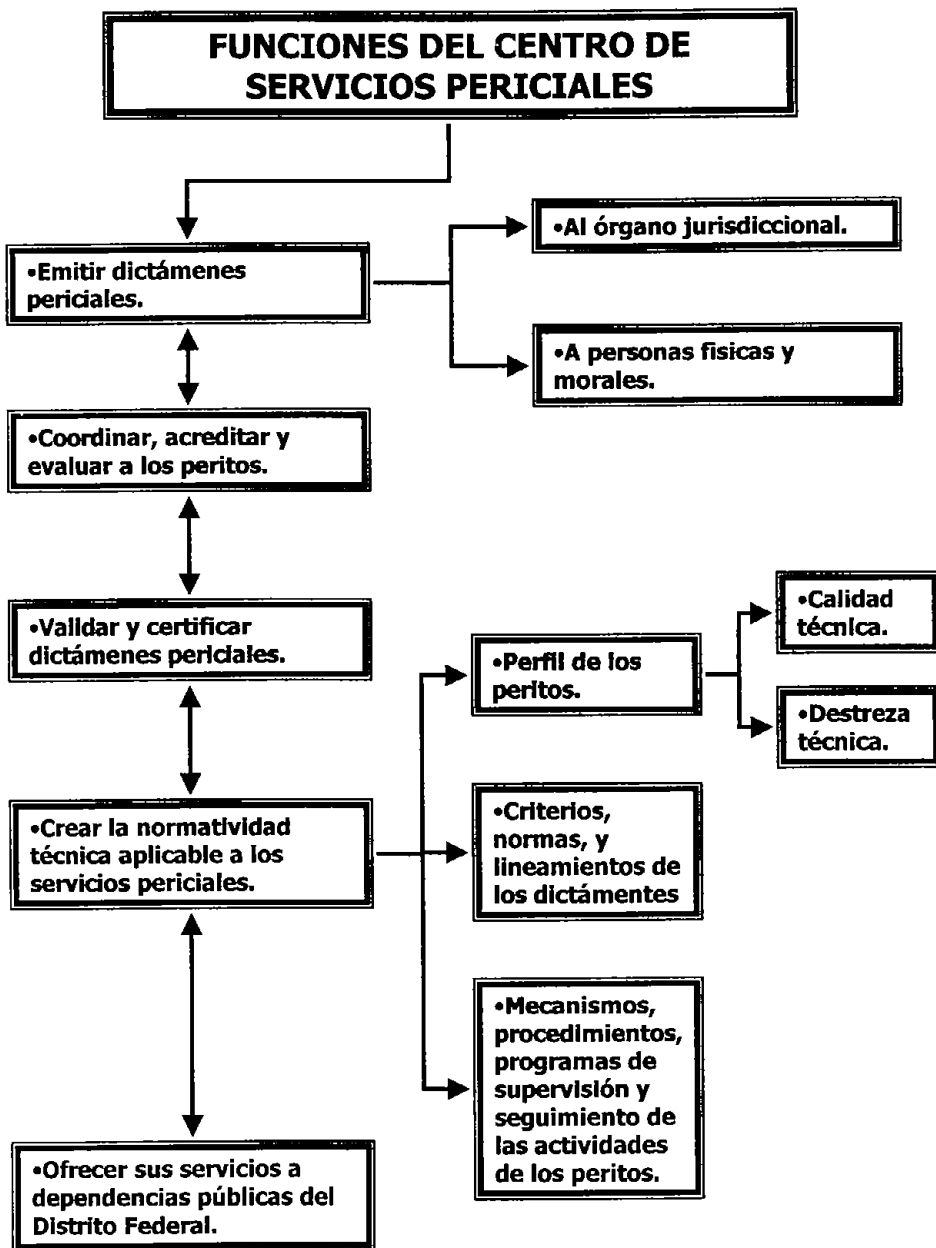 FUNCIONES DEL CENTRO DE
SERVICIOS PERICIALES
•Emitir dictámenes
periciales.
•Al órgano jurisdiccional.
•A personas fisicas y
morales.
•Coordinar, acreditar y
evaluar a los peritos.
•Validar y certificar
dictámenes periciales.
•Crear la normatividad
técnica aplicable a los
servicios periciales.
•Perfil de los
peritos.
•Calidad
técnica.
•Destreza
técnica.
•Criterios,
normas, y
lineamientos de
los dictámentes
•Mecanismos,
procedimientos,
programas de
supervisión y
seguimiento de
las actividades
de los peritos.
•Ofrecer sus servicios a
dependencias públicas del
Distrito Federal.